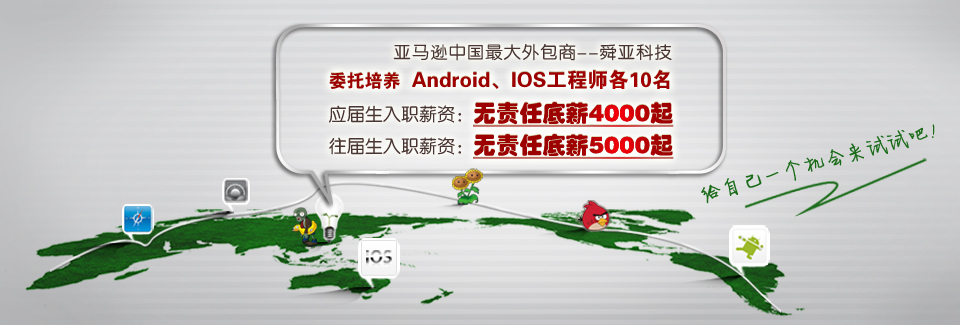 亚马逊中国最大外包商--舜亚科技
委托培养 Android、IOS工程师各10名
应届生入职薪资：无责任底薪4000起
往届生入职薪资：无责任底薪5000起
给自己一个机会来试试吧！
iOS